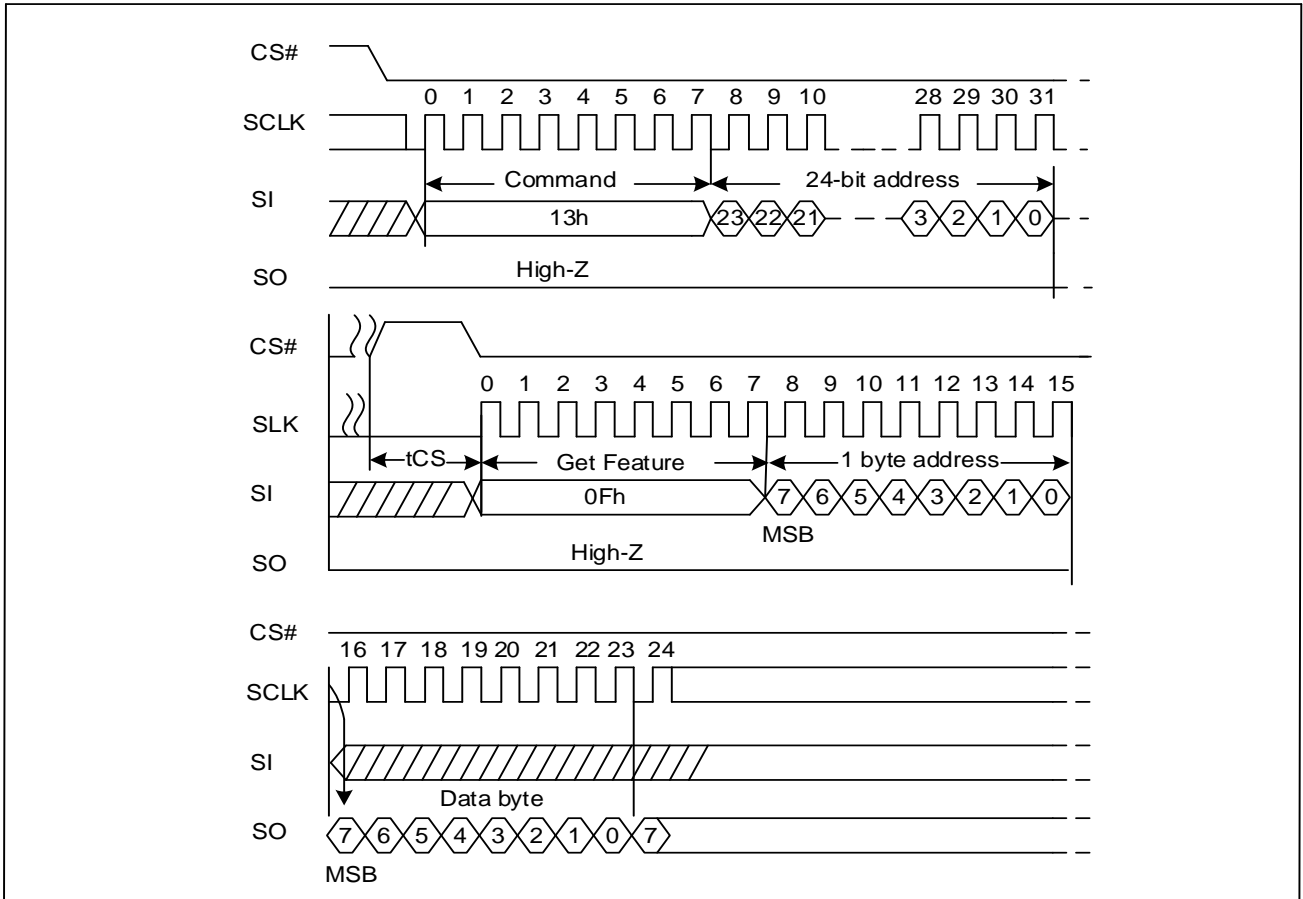 CS#
0 1 2 3 4 5 6 7 8 9 10 28 29 30 31
SCLK
Command 24-bit address
SI
13h 23 22 21 3 2 1 0
High-Z
SO
CS#
0 1 2 3 4 5 6 7 8 9 10 11 12 13 14 15
SLK
tCS Get Feature 1 byte address
SI
0Fh 7 6 5 4 3 2 1 0
MSB
High-Z
SO
CS#
16 17 18 19 20 21 22 23 24
SCLK
SI
Data byte
SO 7 6 5 4 3 2 1 0 7
MSB